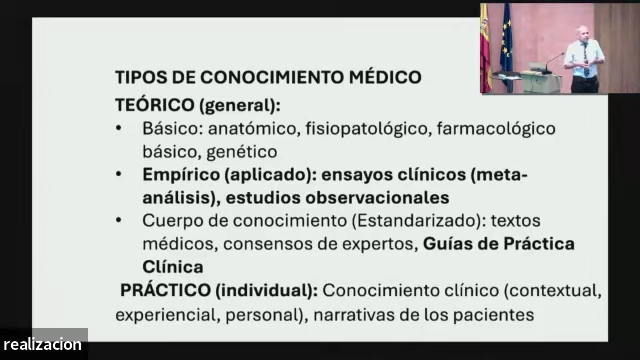 TIPOS DE CONOCIMIENTO MÉDICO
TEÓRICO (general):
• Básico: anatómico, fisiopatológico, farmacológico
básico, genético
• Empírico (aplicado): ensayos clínicos (meta-
análisis), estudios observacionales
• Cuerpo de conocimiento (Estandarizado): textos
médicos, consensos de expertos, Guías de Práctica
Clínica
PRÁCTICO (individual): Conocimiento clínico (contextual,
experiencial, personal), narrativas de los pacientes
realizacion